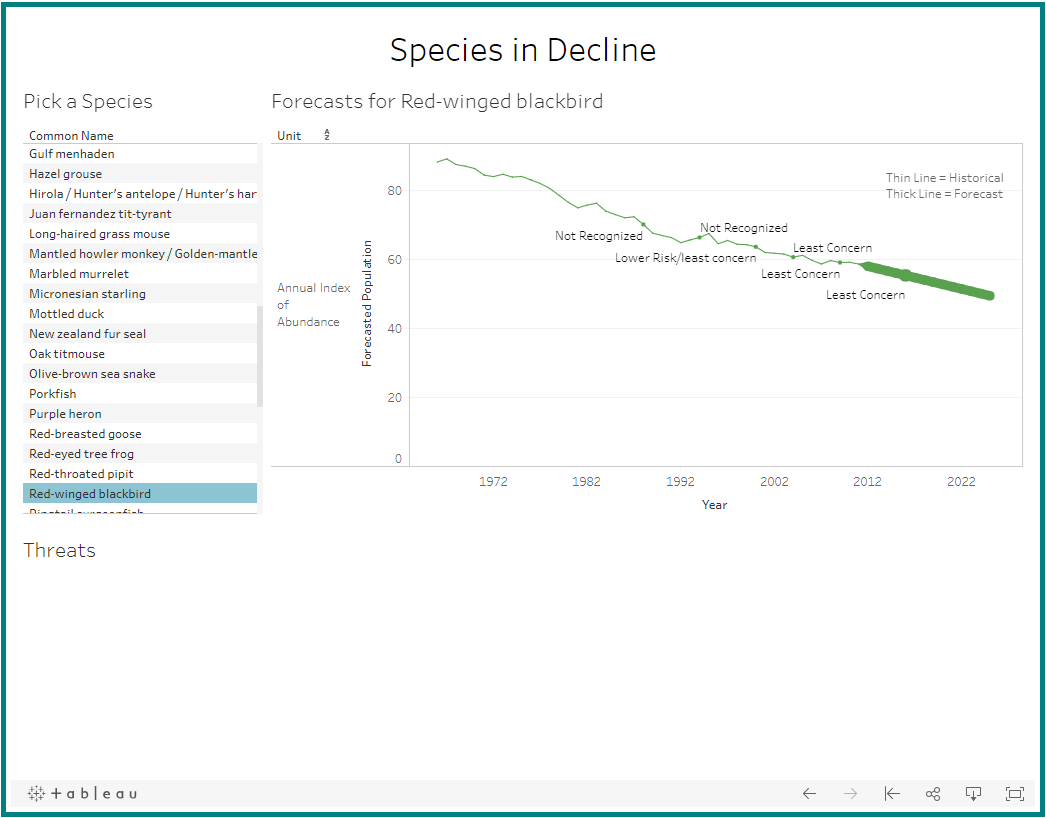 Species in Decline
Pick a Species
Forecasts for Red-winged blackbird
Common Name
Gulf menhaden
Hazel grouse
Hirola / Hunter's antelope / Hunter's har
Juan fernandez tit-tyrant
Long-haired grass mouse
Mantled howler monkey / Golden-mantle
Marbled murrelet
Micronesian starling
Mottled duck
New zealand fur seal
Oak titmouse
Olive-brown sea snake
Porkfish
Purple heron
Red-breasted goose
Red-eyed tree frog
Red-throated pipit
Red-winged blackbird
Unit
Annual Index
of
Abundance
Forecasted Population
80
60
40
20
0
Thin Line = Historical
Thick Line = Forecast
Not Recognized
Not Recognized
Lower Risk/least concern
Least Concern
Least Concern
Least Concern
1972
1982
1992
2002
2012
2022
Year
Threats
+ a b l e a u